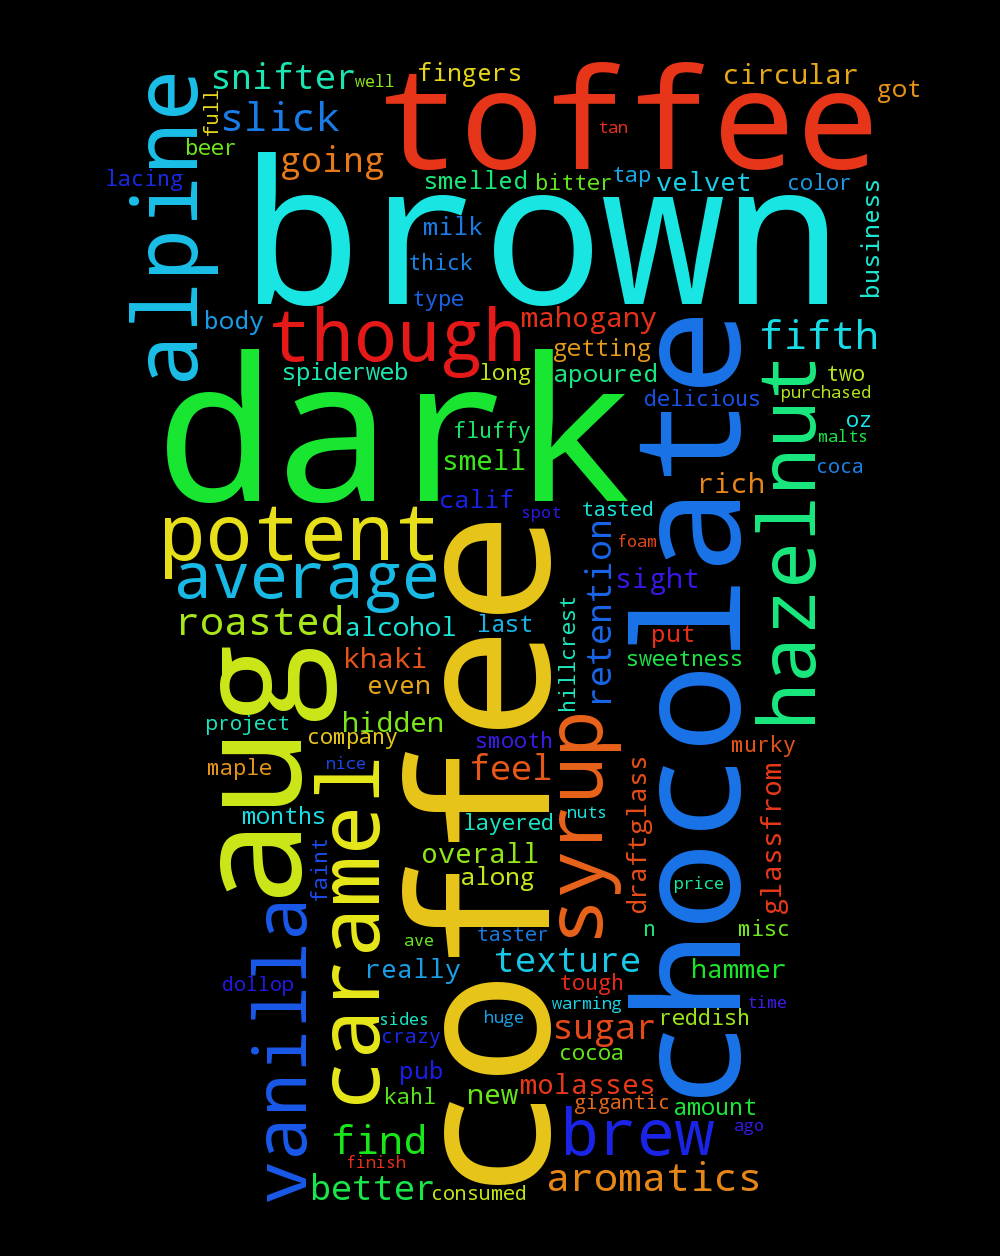 toffee
alpine
snifter
well
fingers
circular
got
full
slick
tan
beer
going
lacing
smelled
bitter
tap
velvet
color
brown
business
milk
thick
type
body
though
mahogany
fifth
getting
spiderweb
long
apoured
two
delicious
purchased
chocolate
hazelnut
dark
oz
malts
fluffy
smell
coca
rich
calif
spot
tasted
potent
coffee
retention
foam
average
sight
roasted
alcohol
last
hillcrest
put
khaki
sweetness
even
aug
project
hidden
company
smooth
syrup
murky
maple
nice
caramel
feel
draftglass
glassfrom
months
layered
nuts
faint
overall
along
price
vanilla
ave
taster
n
misc
texture
really
hammer
dollop
tough
warming
time
sides
huge
sugar
reddish
crazy
cocoa
pub
molasses
kahl
new
gigantic
amount
find
brew
ago
finish
aromatics
better
consumed